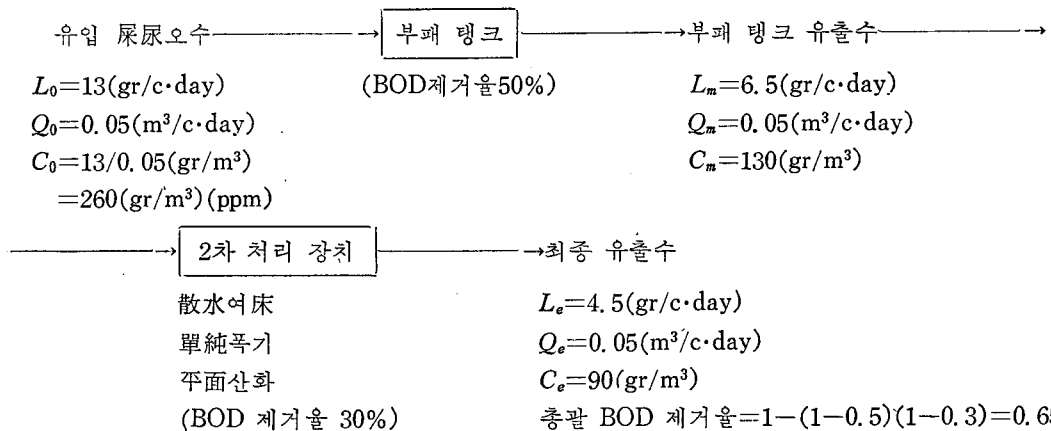 유입 屎尿오수 → 부패 탱크 → 부패 탱크 유출수 →
L₀=13(gr/c·day) (BOD제거율50%) Lₘ=6.5(gr/c·day)
Q₀=0.05(m³/c·day) Qₘ=0.05(m³/c·day)
C₀=13/0.05(gr/m³) Cₘ=130(gr/m³)
=260(gr/m³)(ppm)
→ 2차 처리 장치 → 최종 유출수
散水여床 Lₑ=4.5(gr/c·day)
單純폭기 Qₑ=0.05(m³/c·day)
平面산화 Cₑ=90(gr/m³)
(BOD 제거율 30%) 총괄 BOD 제거율=1-(1-0.5)(1-0.3)=0.65